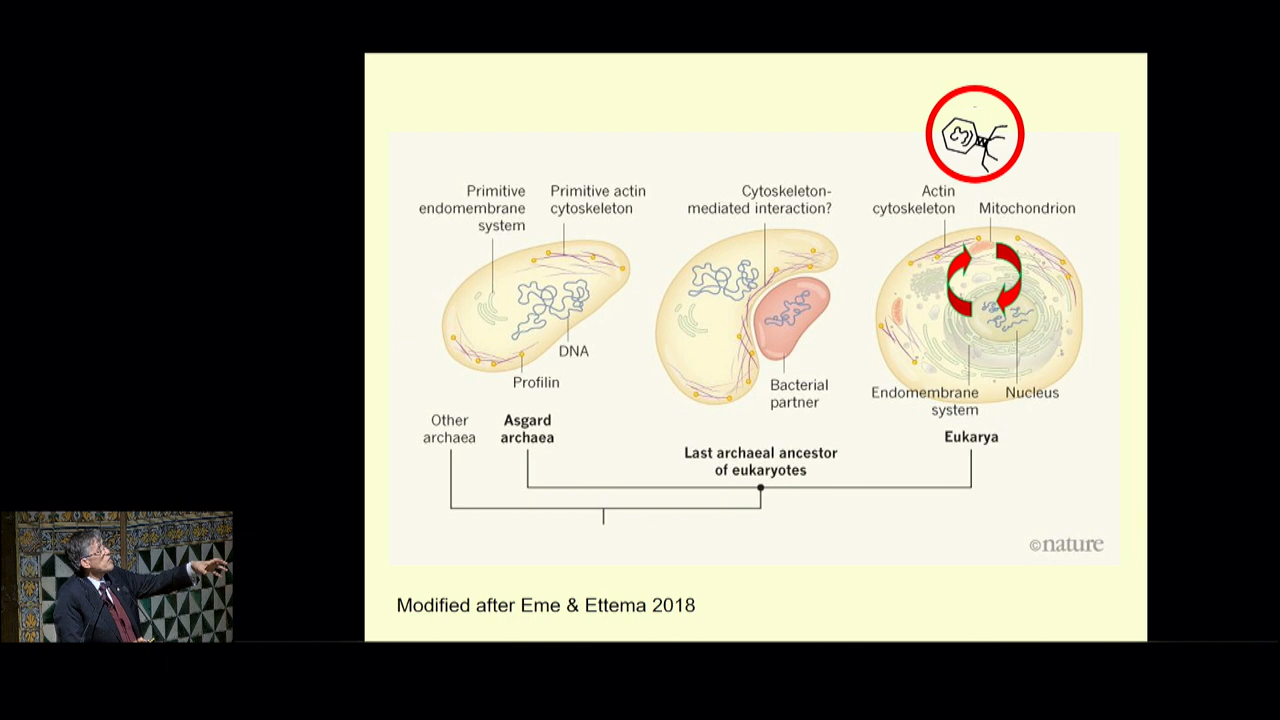 Primitive
endomembrane
system
Primitive actin
cytoskeleton
DNA
Profilin
Cytoskeleton-
mediated interaction?
Bacterial
partner
Actin
cytoskeleton
Mitochondrion
Endomembrane
system
Nucleus
Other
archaea
Asgard
archaea
Last archaeal ancestor
of eukaryotes
Eukarya
©nature
Modified after Eme & Ettema 2018